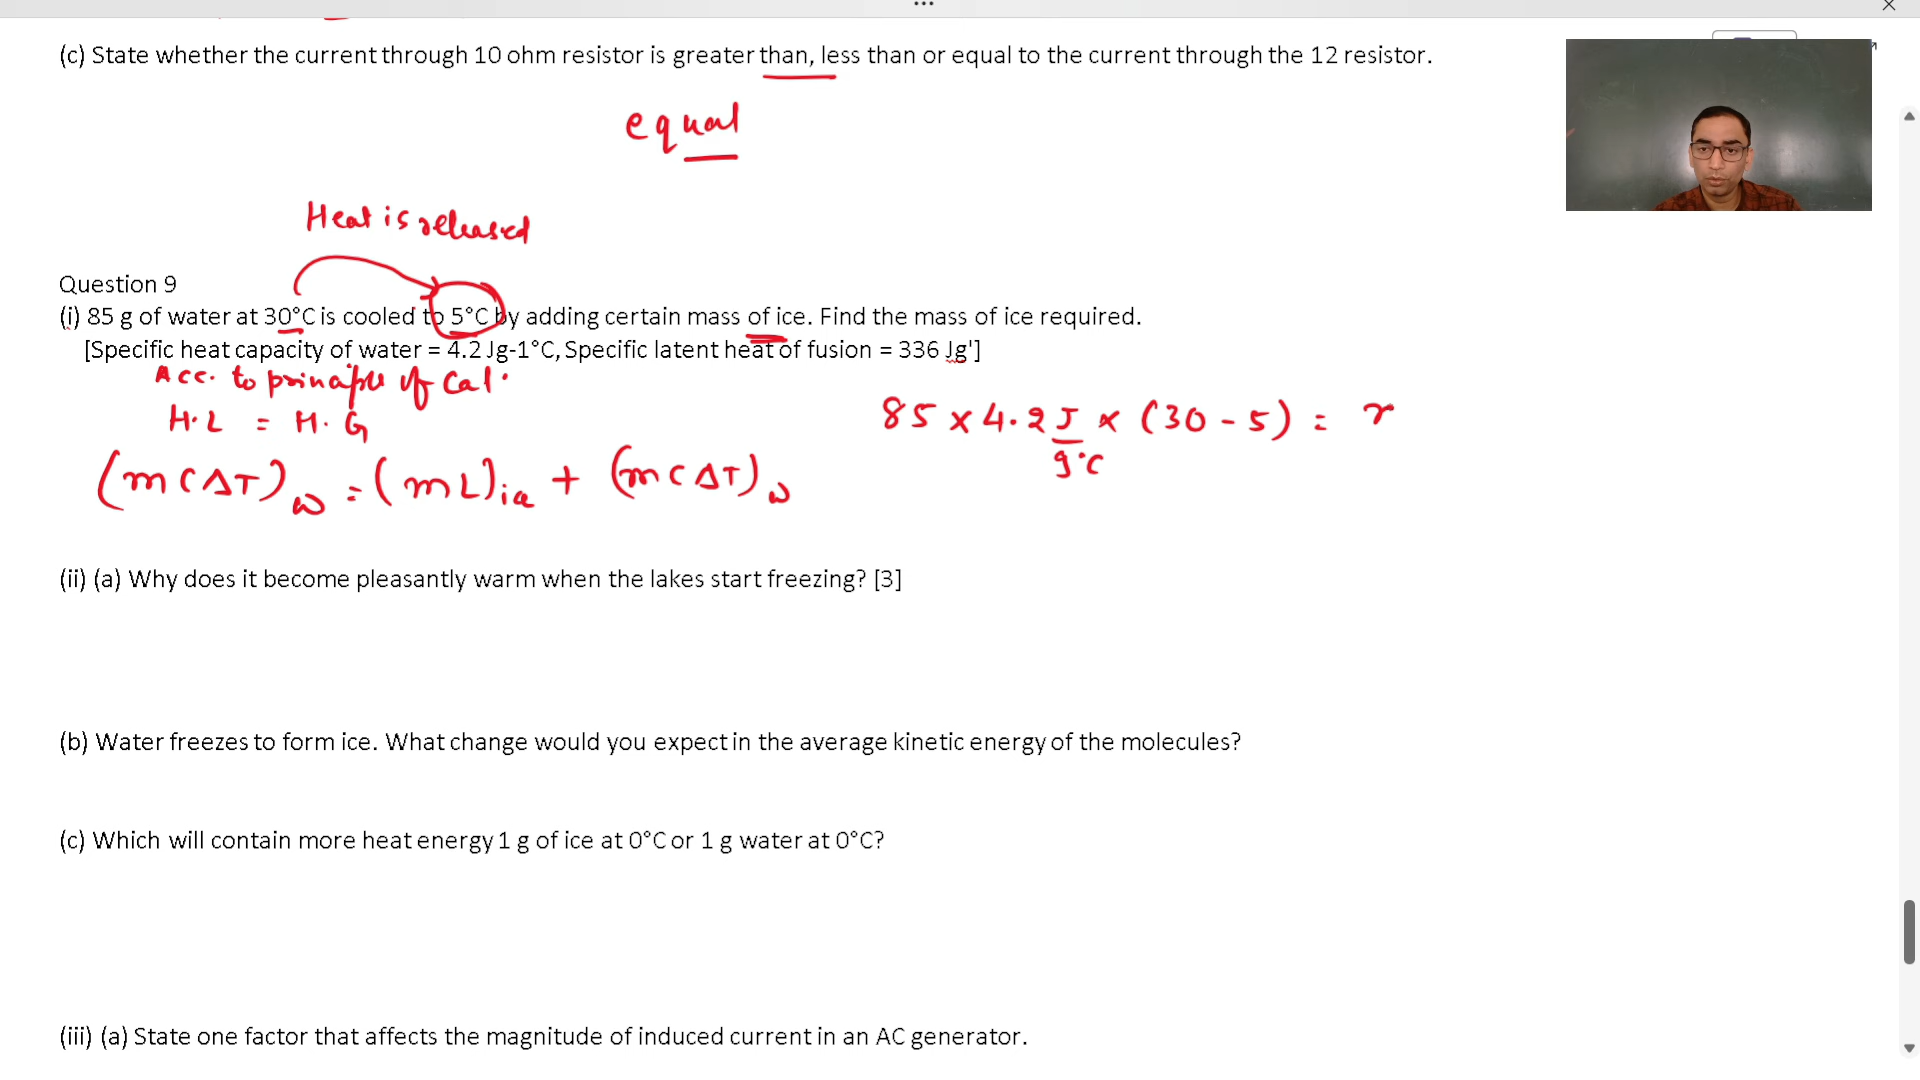 (c) State whether the current through 10 ohm resistor is greater than, less than or equal to the current through the 12 resistor.
equal
Heat is released
Question 9
(i) 85 g of water at 30°C is cooled to 5°C by adding certain mass of ice. Find the mass of ice required.
[Specific heat capacity of water = 4.2 Jg-1°C, Specific latent heat of fusion = 336 Jg']
Acc. to principle of Cal.
H.L = H.G
(mcΔT)w = (mL)ice + (mcΔT)w
85 x 4.2 J/g°C x (30 - 5) =
(ii) (a) Why does it become pleasantly warm when the lakes start freezing? [3]
(b) Water freezes to form ice. What change would you expect in the average kinetic energy of the molecules?
(c) Which will contain more heat energy 1 g of ice at 0°C or 1 g water at 0°C?
(iii) (a) State one factor that affects the magnitude of induced current in an AC generator.